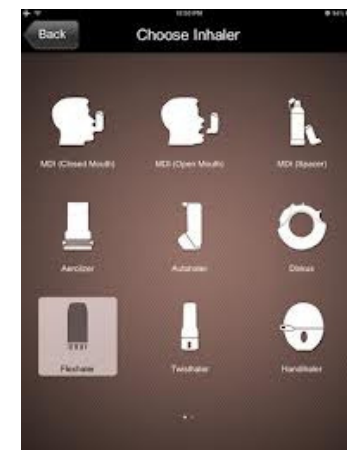 Back
Choose Inhaler
MDI (Closed Mouth)
MDI (Open Mouth)
MDI (Spacer)
Aerolizer
Autohaler
Diskus
Flexhaler
Twisthaler
Handihaler